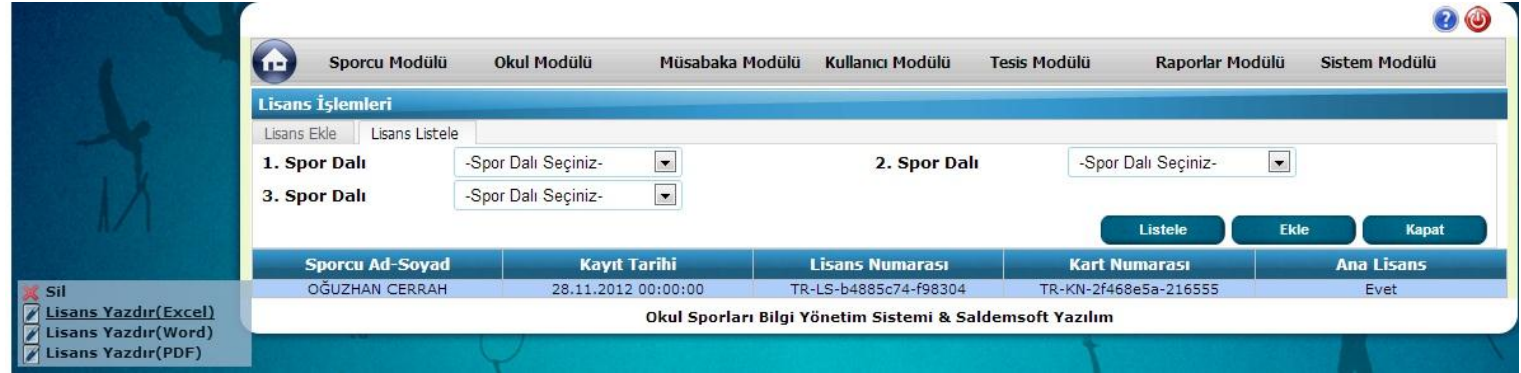 Sporcu Modülü Okul Modülü Müsabaka Modülü Kullanıcı Modülü Tesis Modülü Raporlar Modülü Sistem Modülü
Lisans İşlemleri
Lisans Ekle Lisans Listele
1. Spor Dalı -Spor Dalı Seçiniz- 2. Spor Dalı -Spor Dalı Seçiniz-
3. Spor Dalı -Spor Dalı Seçiniz-
Listele Ekle Kapat
Sporcu Ad-Soyad Kayıt Tarihi Lisans Numarası Kart Numarası Ana Lisans
OĞUZHAN CERRAH 28.11.2012 00:00:00 TR-LS-b4885c74-f98304 TR-KN-2f468e5a-216555 Evet
Okul Sporları Bilgi Yönetim Sistemi & Saldemsoft Yazılım
Sil
Lisans Yazdır(Excel)
Lisans Yazdır(Word)
Lisans Yazdır(PDF)